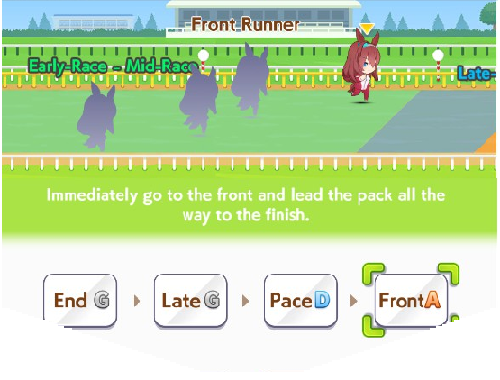 Front Runner
Early-Race - Mid-Race
Late-
Immediately go to the front and lead the pack all the
way to the finish.
End G
Late G
Pace D
Front A